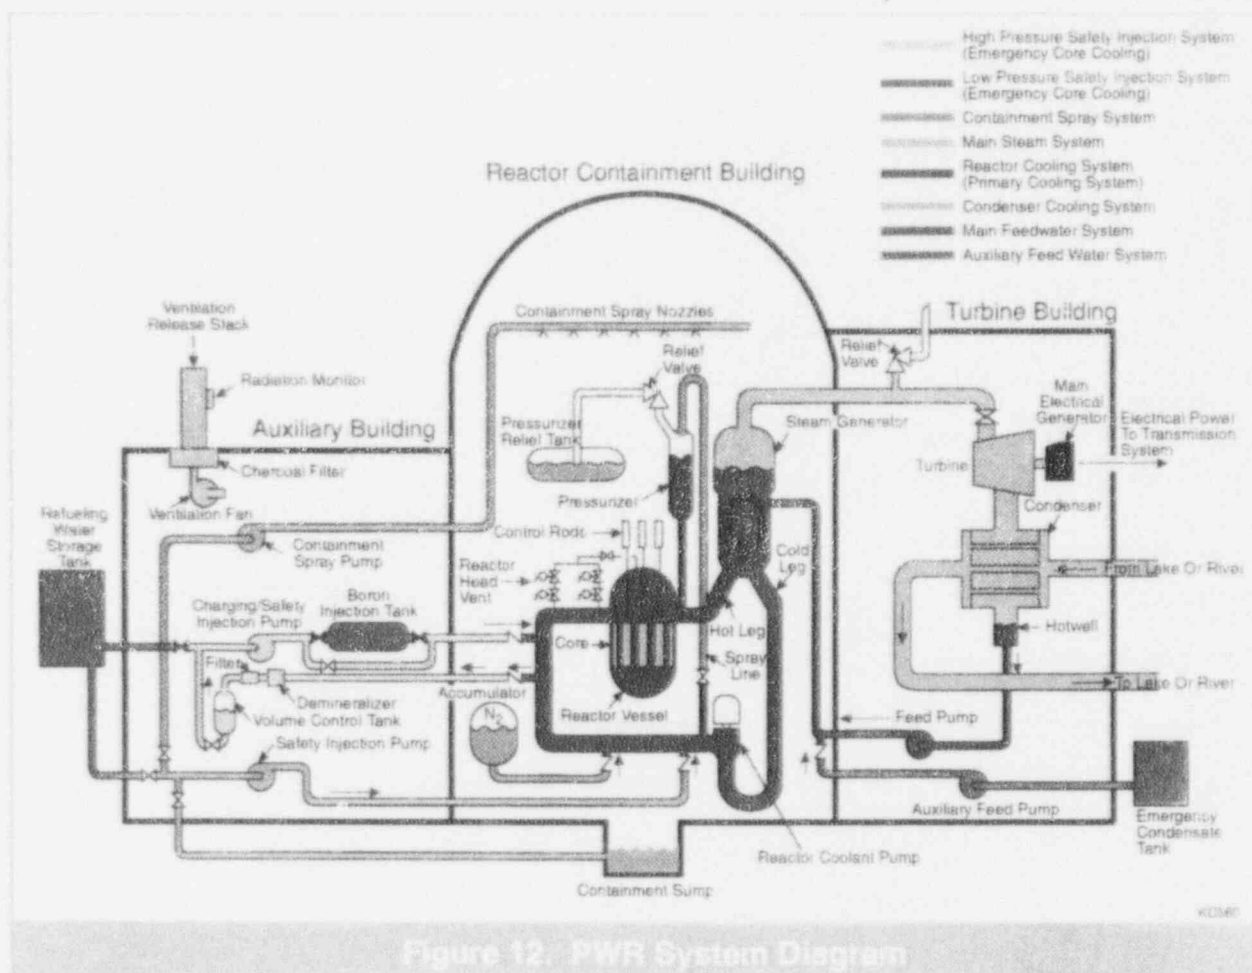 High Pressure Safety Injection System
(Emergency Core Cooling)
Low Pressure Safety Injection System
(Emergency Core Cooling)
Containment Spray System
Main Steam System
Reactor Cooling System
(Primary Cooling System)
Condenser Cooling System
Main Feedwater System
Auxiliary Feed Water System
Reactor Containment Building
Turbine Building
Auxiliary Building
Ventilation
Release Stack
Radiation Monitor
Charcoal Filter
Ventilation Fan
Containment Spray Nozzles
Relief
Valve
Pressurizer
Relief Tank
Pressurizer
Steam Generator
Relief
Valve
Main
Electrical
Generator
Electrical Power
To Transmission
System
Turbine
Condenser
Refueling
Water
Storage
Tank
Containment
Spray Pump
Control Rods
Reactor
Head
Vent
Cold
Leg
From Lake Or River
Charging/Safety
Injection Pump
Boron
Injection Tank
Hot Leg
Hotwell
Core
Filter
Spray
Line
To Lake Or River
Accumulator
Demineralizer
Volume Control Tank
N2
Reactor Vessel
Feed Pump
Safety Injection Pump
Auxiliary Feed Pump
Emergency
Condensate
Tank
Reactor Coolant Pump
Containment Sump
Figure 12. PWR System Diagram